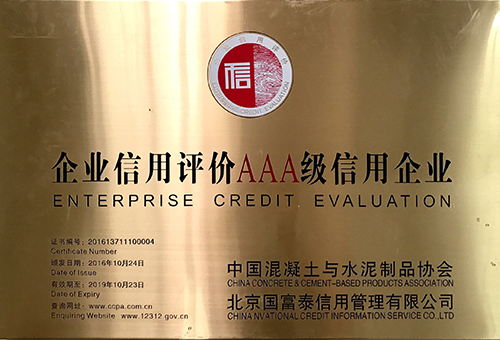 信
企业信用评价AAA级信用企业
ENTERPRISE CREDIT EVALUATION
证书编号：201613711100004
Certificate Number
颁发日期：2016年10月24日
Date of Issue
有效期至：2019年10月23日
Date of Expiry
查询网址：www.ccpa.com.cn
Enquiring Website www.12312.gov.cn
中国混凝土与水泥制品协会
CHINA CONCRETE & CEMENT-BASED PRODUCTS ASSOCIATION
北京国富泰信用管理有限公司
CHINA NVATIONAL CREDIT INFORMATION SERVICE CO.,LTD